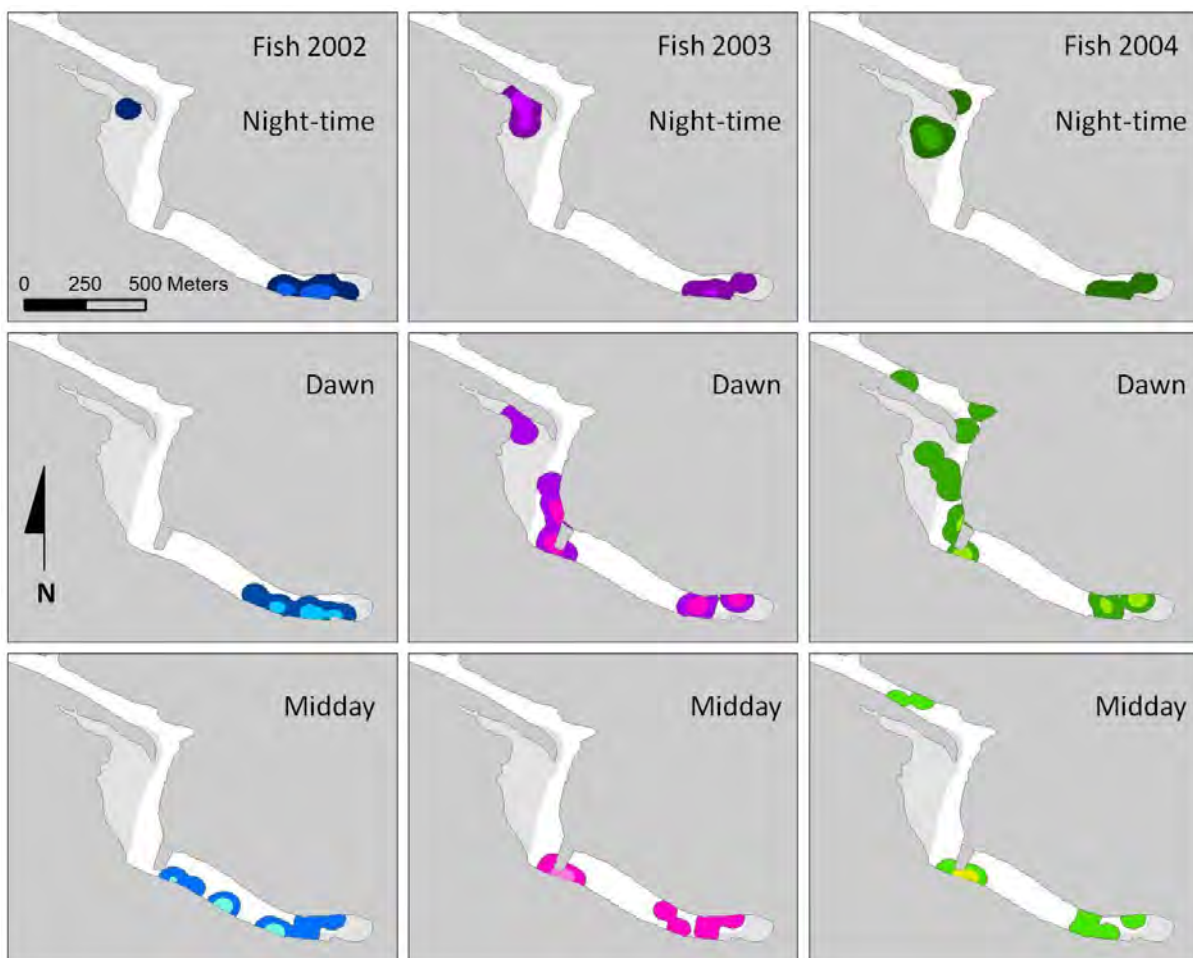 Fish 2002
Night-time
0 250 500 Meters
Fish 2003
Night-time
Fish 2004
Night-time
Dawn
N
Dawn
Dawn
Midday
Midday
Midday